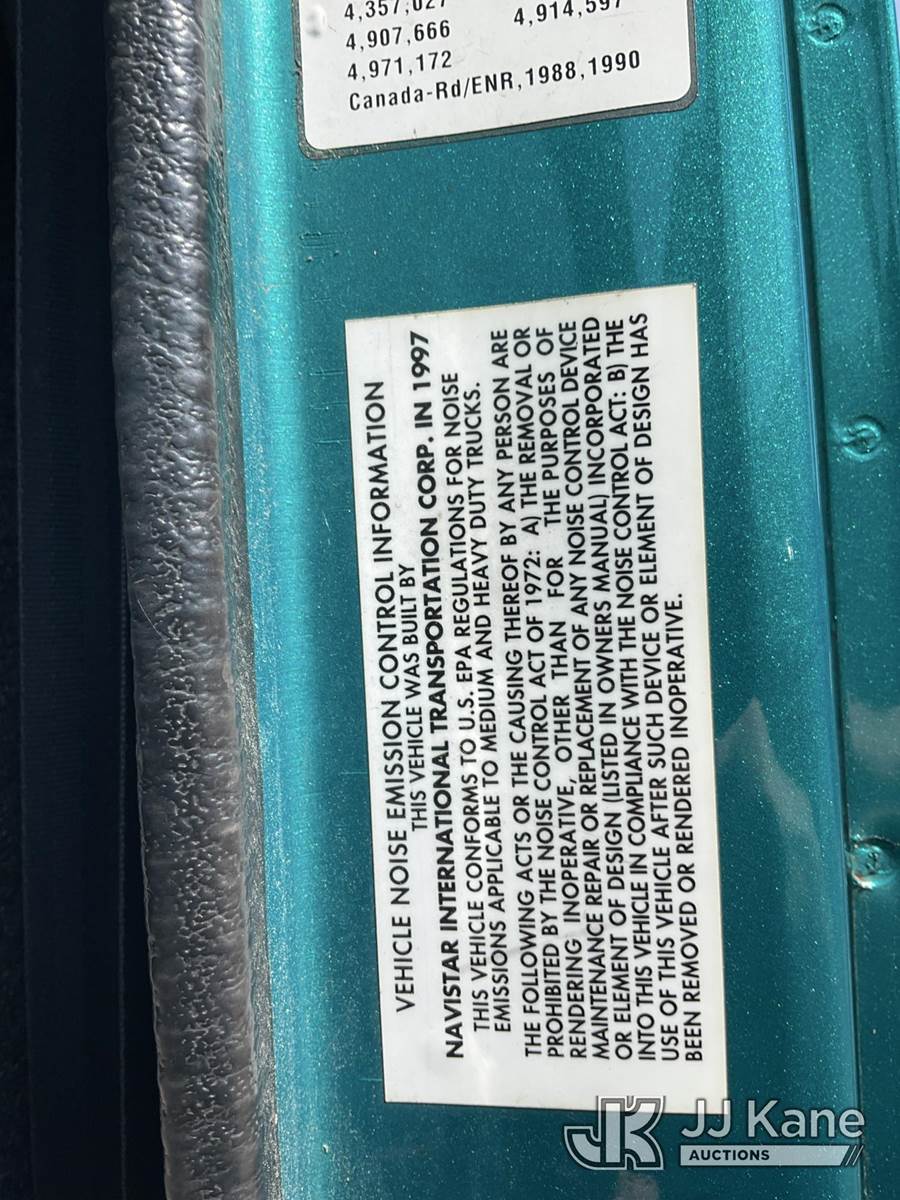 4,357,027
4,914,597
4,907,666
4,971,172
Canada-Rd/ENR,1988,1990
VEHICLE NOISE EMISSION CONTROL INFORMATION
THIS VEHICLE WAS BUILT BY
NAVISTAR INTERNATIONAL TRANSPORTATION CORP. IN 1997
THIS VEHICLE CONFORMS TO U.S. EPA REGULATIONS FOR NOISE
EMISSIONS APPLICABLE TO MEDIUM AND HEAVY DUTY TRUCKS.
THE FOLLOWING ACTS OR THE CAUSING THEREOF BY ANY PERSON ARE
PROHIBITED BY THE NOISE CONTROL ACT OF 1972: A) THE REMOVAL OR
RENDERING INOPERATIVE, OTHER THAN FOR THE PURPOSES OF
MAINTENANCE REPAIR OR REPLACEMENT OF ANY NOISE CONTROL DEVICE
OR ELEMENT OF DESIGN (LISTED IN OWNERS MANUAL) INCORPORATED
INTO THIS VEHICLE IN COMPLIANCE WITH THE NOISE CONTROL ACT: B) THE
USE OF THIS VEHICLE AFTER SUCH DEVICE OR ELEMENT OF DESIGN HAS
BEEN REMOVED OR RENDERED INOPERATIVE.
JK JJ Kane
AUCTIONS